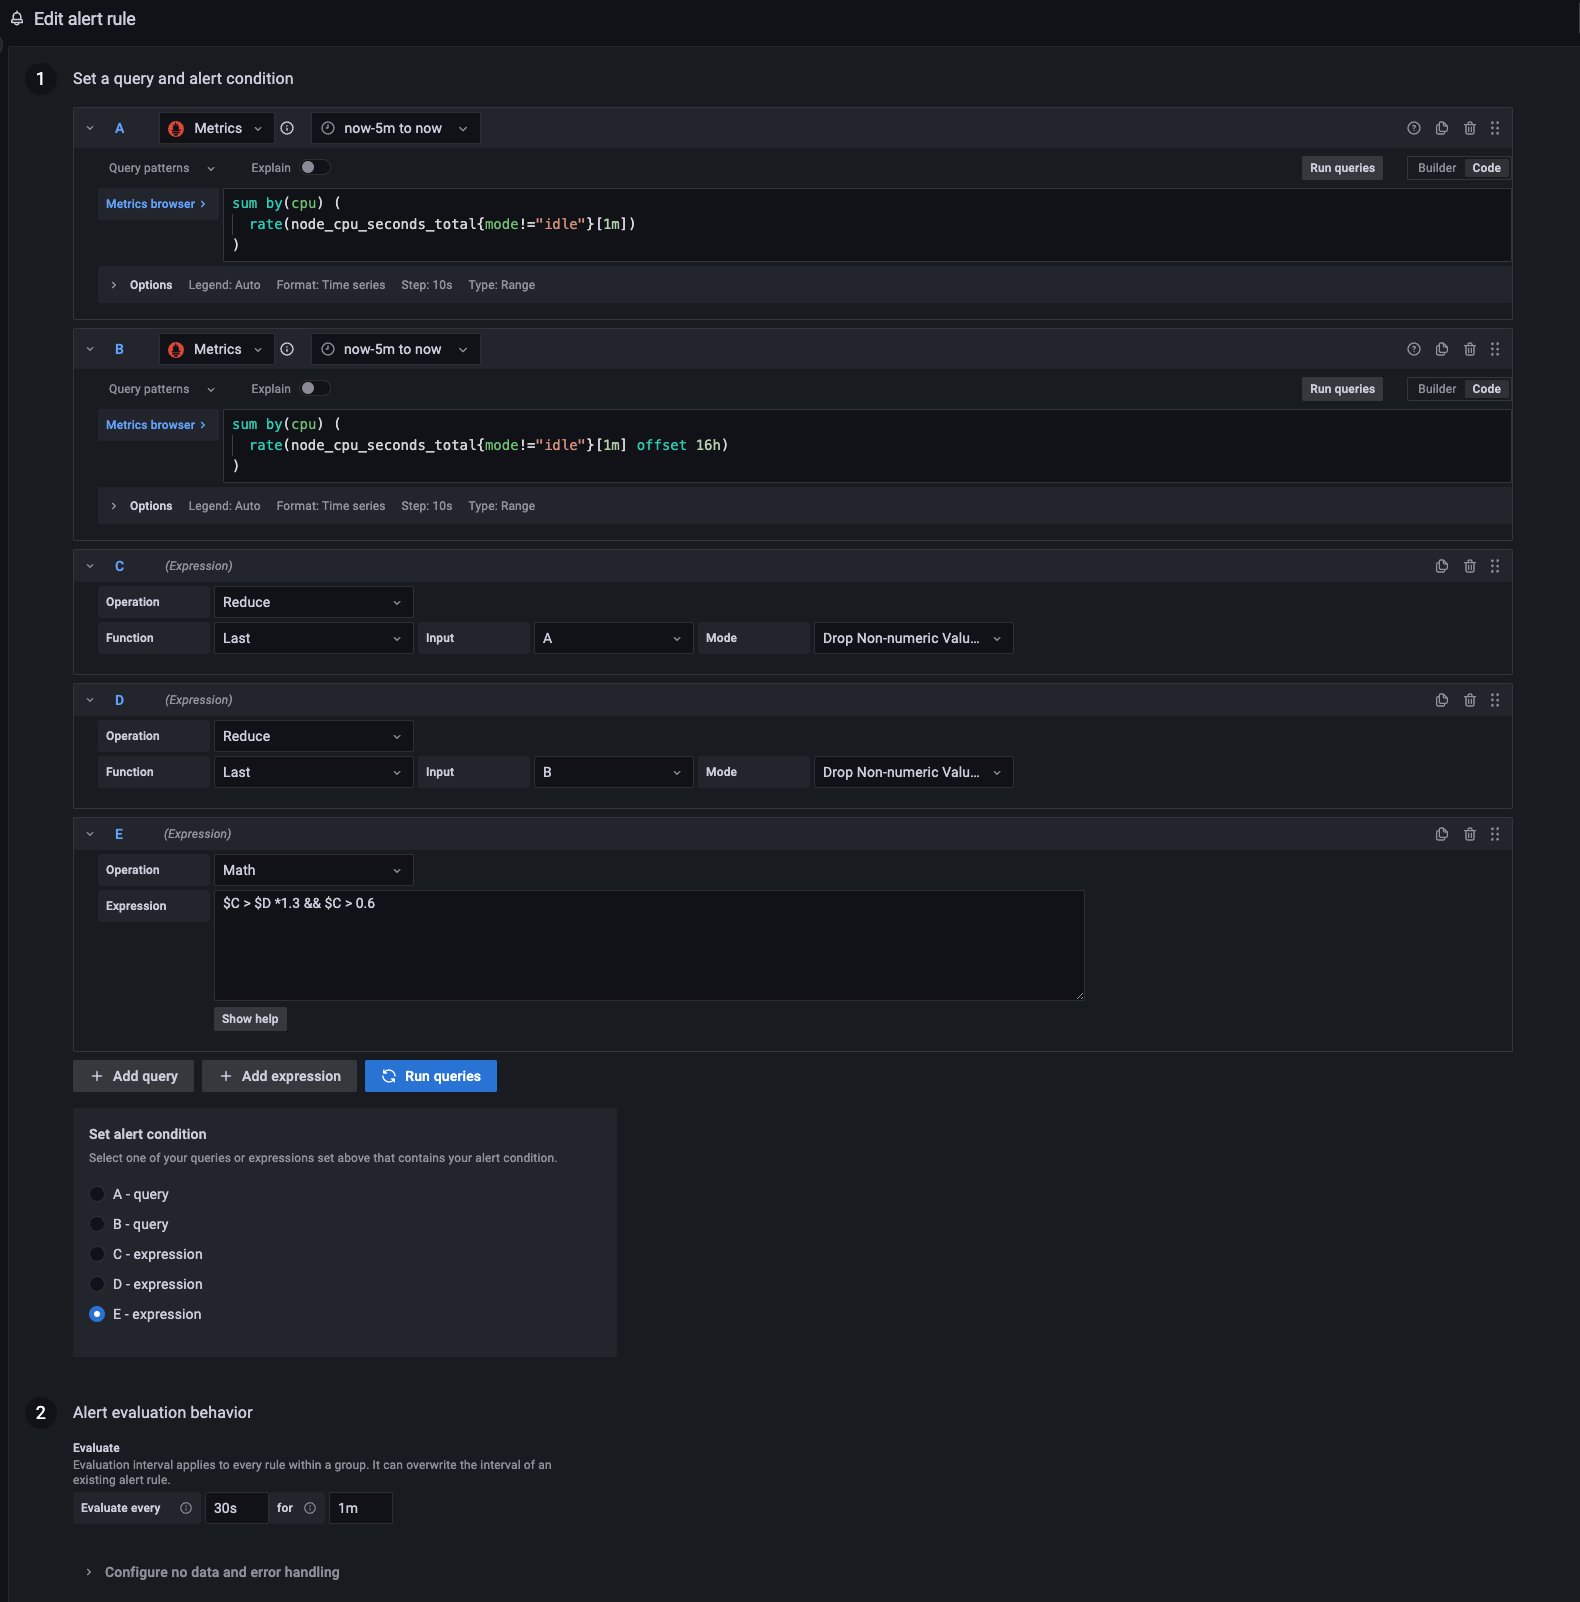 Edit alert rule
1 Set a query and alert condition
A Metrics now-5m to now
Query patterns Explain Run queries Builder Code
Metrics browser > sum by(cpu) (
rate(node_cpu_seconds_total{mode!="idle"}[1m])
)
> Options Legend: Auto Format: Time series Step: 10s Type: Range
B Metrics now-5m to now
Query patterns Explain Run queries Builder Code
Metrics browser > sum by(cpu) (
rate(node_cpu_seconds_total{mode!="idle"}[1m] offset 16h)
)
> Options Legend: Auto Format: Time series Step: 10s Type: Range
C (Expression)
Operation Reduce
Function Last Input A Mode Drop Non-numeric Valu...
D (Expression)
Operation Reduce
Function Last Input B Mode Drop Non-numeric Valu...
E (Expression)
Operation Math
Expression $C > $D *1.3 && $C > 0.6
Show help
+ Add query + Add expression Run queries
Set alert condition
Select one of your queries or expressions set above that contains your alert condition.
A - query
B - query
C - expression
D - expression
E - expression
2 Alert evaluation behavior
Evaluate
Evaluation interval applies to every rule within a group. It can overwrite the interval of an
existing alert rule.
Evaluate every 30s for 1m
> Configure no data and error handling